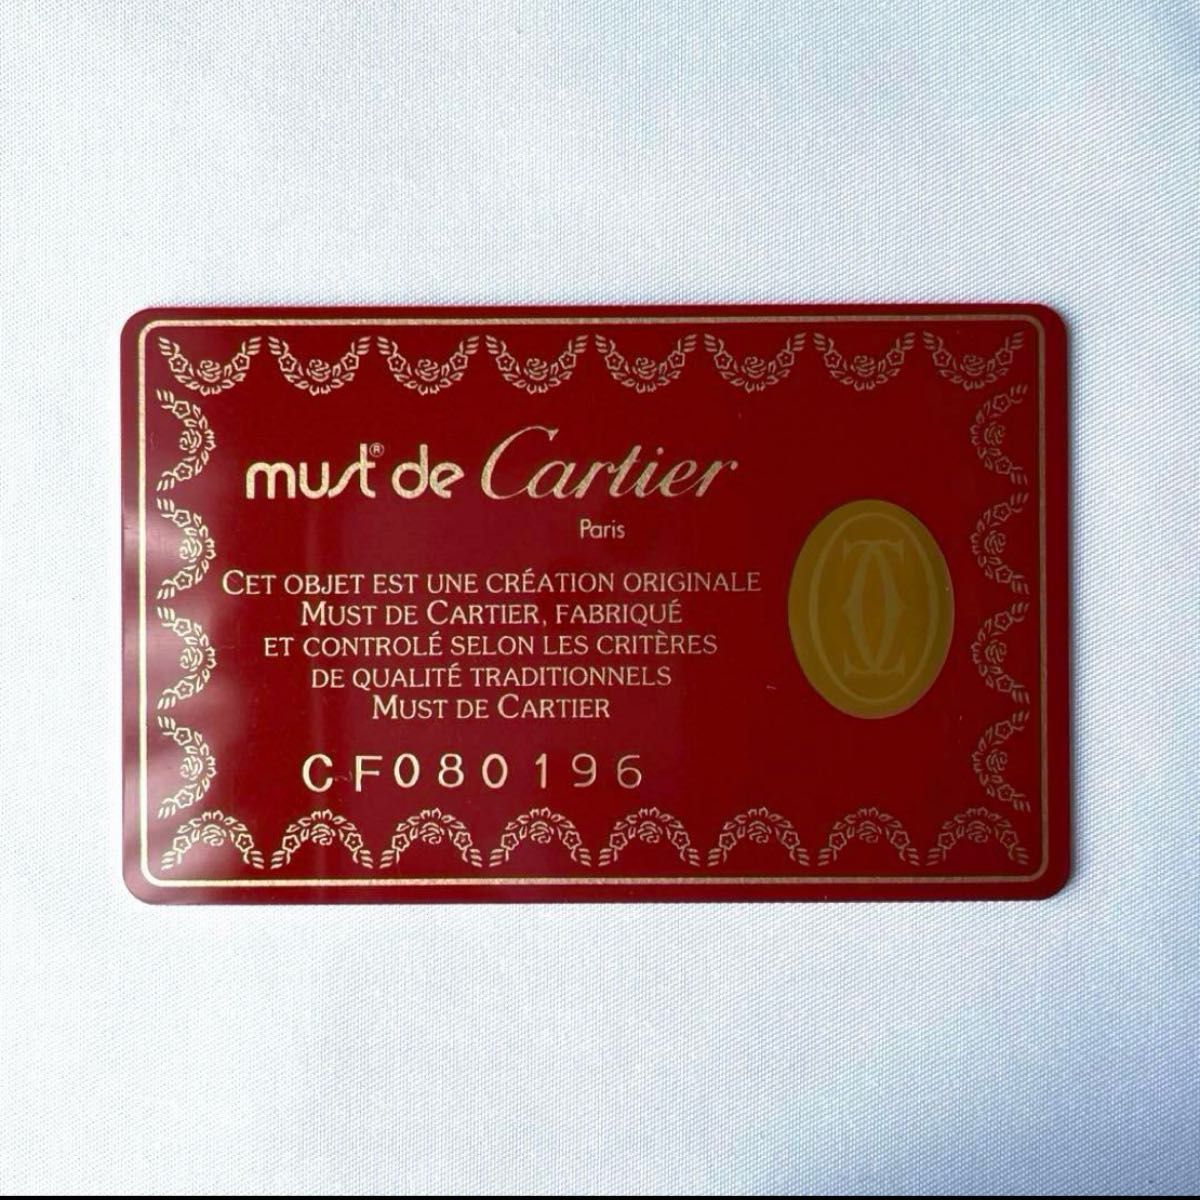 must® de Cartier
Paris
CET OBJET EST UNE CRÉATION ORIGINALE
MUST DE CARTIER, FABRIQUÉ
ET CONTROLÉ SELON LES CRITÈRES
DE QUALITÉ TRADITIONNELS
MUST DE CARTIER
CF080196